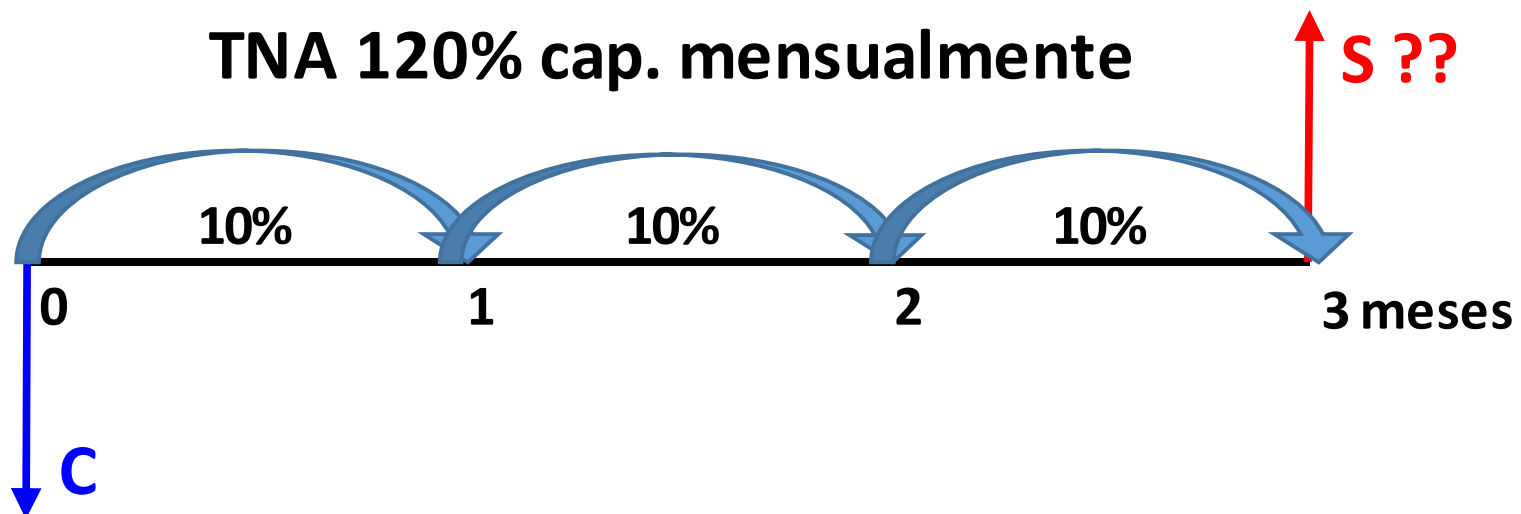 TNA 120% cap. mensualmente
S ??
10% 10% 10%
0 1 2 3 meses
C